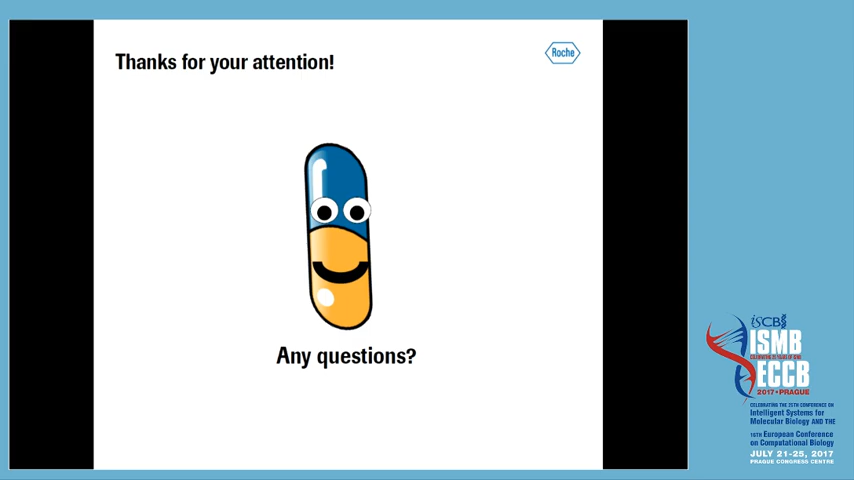 Thanks for your attention!
Roche
Any questions?
iSCB
ISMB
ECCB
2017 • PRAGUE
CELEBRATING THE 25TH CONFERENCE ON
Intelligent Systems for
Molecular Biology AND THE
16TH European Conference
on Computational Biology
JULY 21-25, 2017
PRAGUE CONGRESS CENTRE